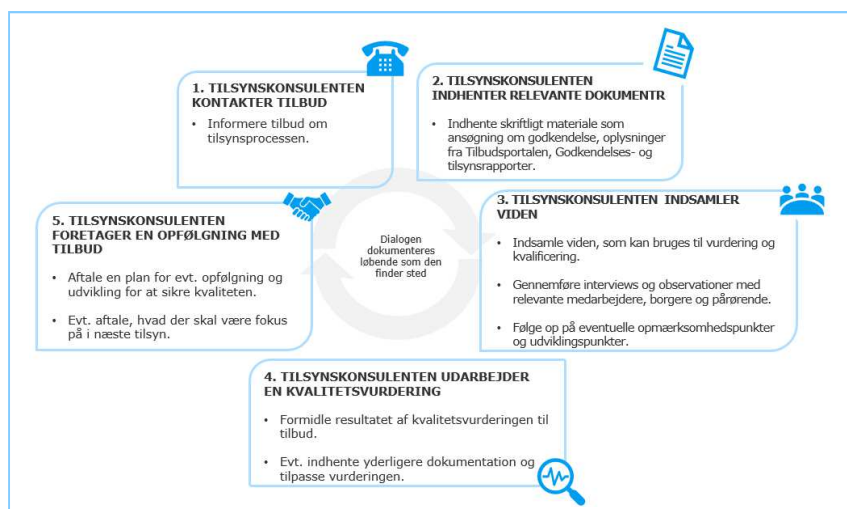 1. TILSYNSKONSULENTEN
KONTAKTER TILBUD
• Informere tilbud om
tilsynsprocessen.
2. TILSYNSKONSULENTEN
INDHENTER RELEVANTE DOKUMENTR
• Indhente skriftligt materiale som
ansøgning om godkendelse, oplysninger
fra Tilbudsportalen, Godkendelses- og
tilsynsrapporter.
3. TILSYNSKONSULENTEN INDSAMLER
VIDEN
• Indsamle viden, som kan bruges til vurdering og
kvalificering.
• Gennemføre interviews og observationer med
relevante medarbejdere, borgere og pårørende.
• Følge op på eventuelle opmærksomhedspunkter
og udviklingspunkter.
4. TILSYNSKONSULENTEN UDARBEJDER
EN KVALITETSVURDERING
• Formidle resultatet af kvalitetsvurderingen til
tilbud.
• Evt. indhente yderligere dokumentation og
tilpasse vurderingen.
5. TILSYNSKONSULENTEN
FORETAGER EN OPFØLGNING MED
TILBUD
• Aftale en plan for evt. opfølgning og
udvikling for at sikre kvaliteten.
• Evt. aftale, hvad der skal være fokus
på i næste tilsyn.
Dialogen
dokumenteres
løbende som den
finder sted